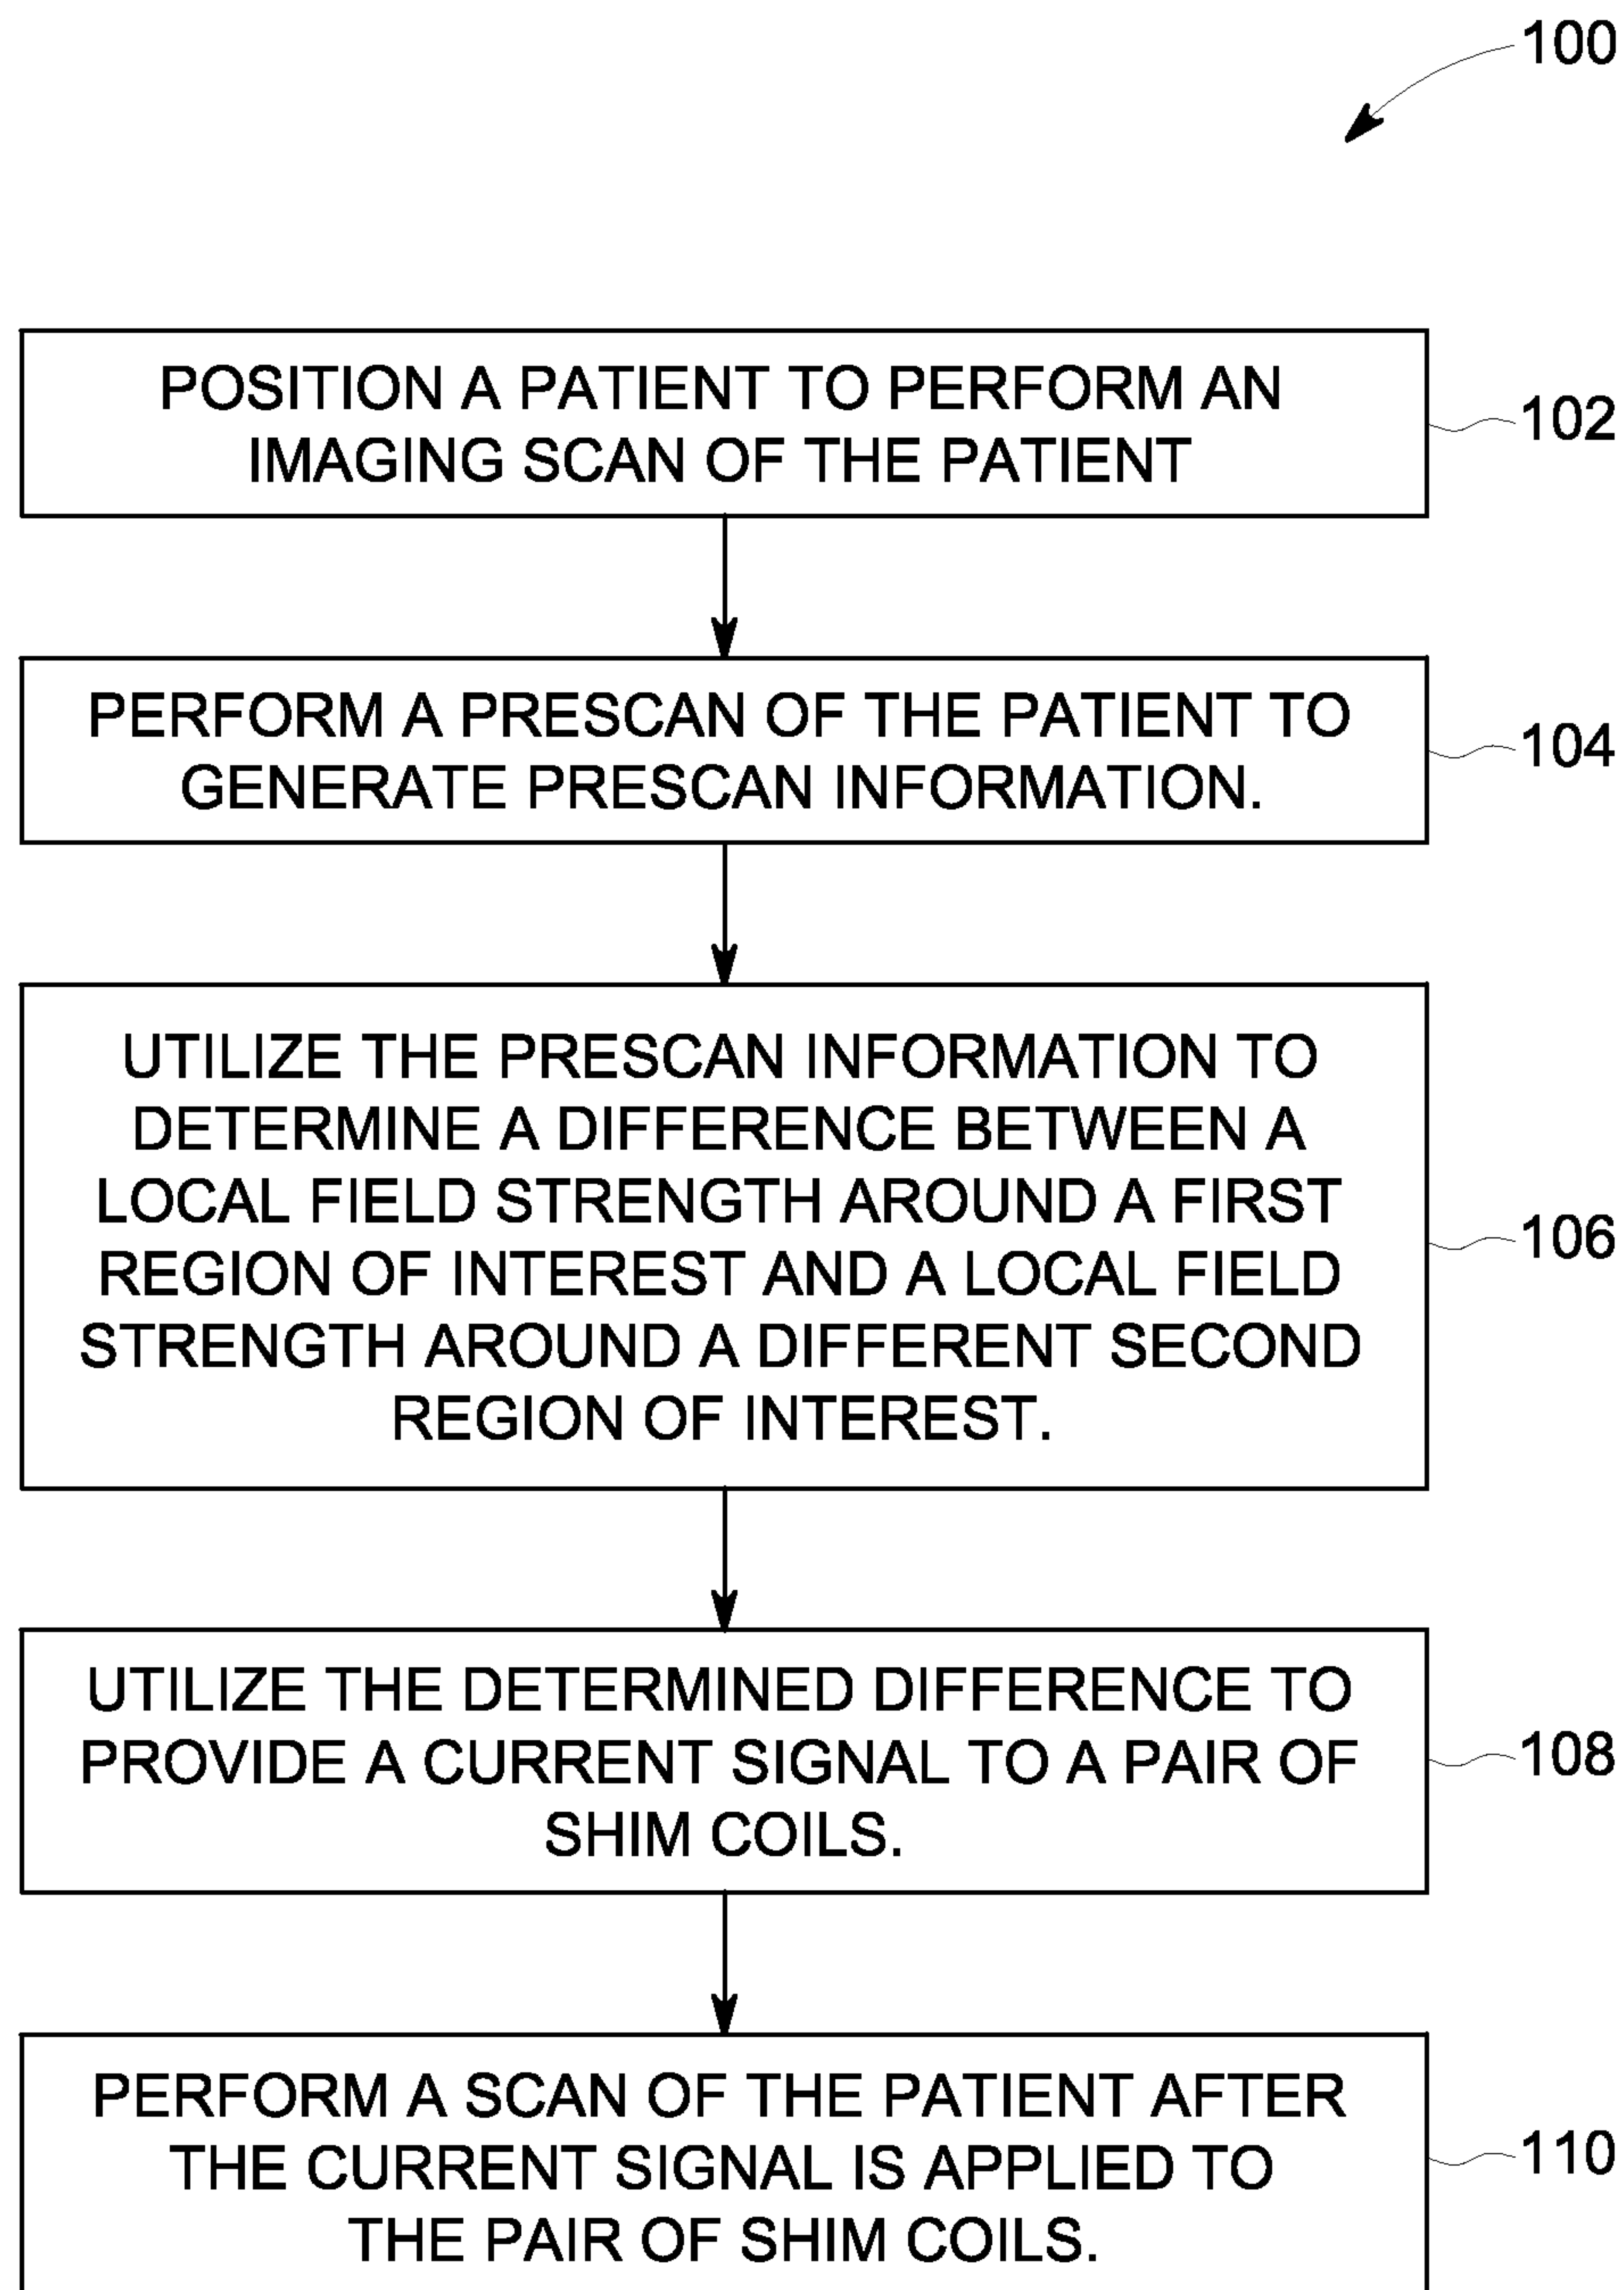 100
POSITION A PATIENT TO PERFORM AN
IMAGING SCAN OF THE PATIENT
102
PERFORM A PRESCAN OF THE PATIENT TO
GENERATE PRESCAN INFORMATION.
104
UTILIZE THE PRESCAN INFORMATION TO
DETERMINE A DIFFERENCE BETWEEN A
LOCAL FIELD STRENGTH AROUND A FIRST
REGION OF INTEREST AND A LOCAL FIELD
STRENGTH AROUND A DIFFERENT SECOND
REGION OF INTEREST.
106
UTILIZE THE DETERMINED DIFFERENCE TO
PROVIDE A CURRENT SIGNAL TO A PAIR OF
SHIM COILS.
108
PERFORM A SCAN OF THE PATIENT AFTER
THE CURRENT SIGNAL IS APPLIED TO
THE PAIR OF SHIM COILS.
110